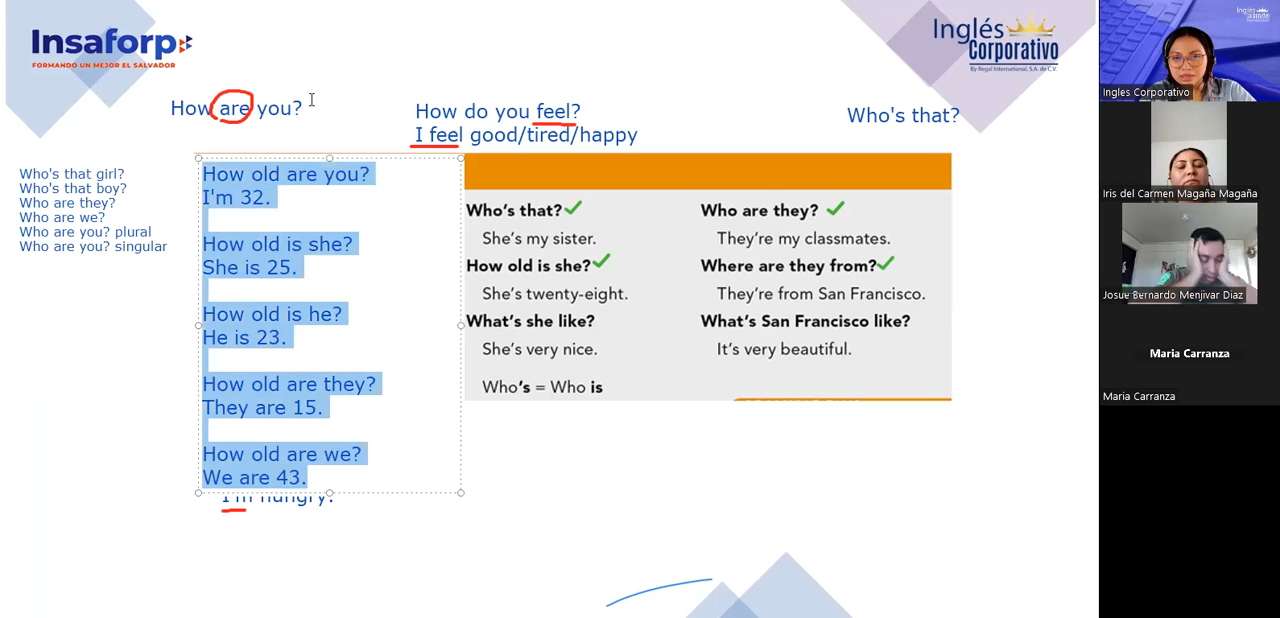 Insaforp
FORMANDO UN MEJOR EL SALVADOR
Inglés
Corporativo
By Regal International, S.A. de C.V.
How are you?
How do you feel?
I feel good/tired/happy
Who's that?
Who's that girl?
Who's that boy?
Who are they?
Who are we?
Who are you? plural
Who are you? singular
How old are you?
I'm 32.
How old is she?
She is 25.
How old is he?
He is 23.
How old are they?
They are 15.
How old are we?
We are 43.
I'm hungry.
Who's that?
She's my sister.
How old is she?
She's twenty-eight.
What's she like?
She's very nice.
Who's = Who is
Who are they?
They're my classmates.
Where are they from?
They're from San Francisco.
What's San Francisco like?
It's very beautiful.
Inglés
Ingles Corporativo
Iris del Carmen Magaña Magaña
Josue Bernardo Menjivar Diaz
Maria Carranza
Maria Carranza